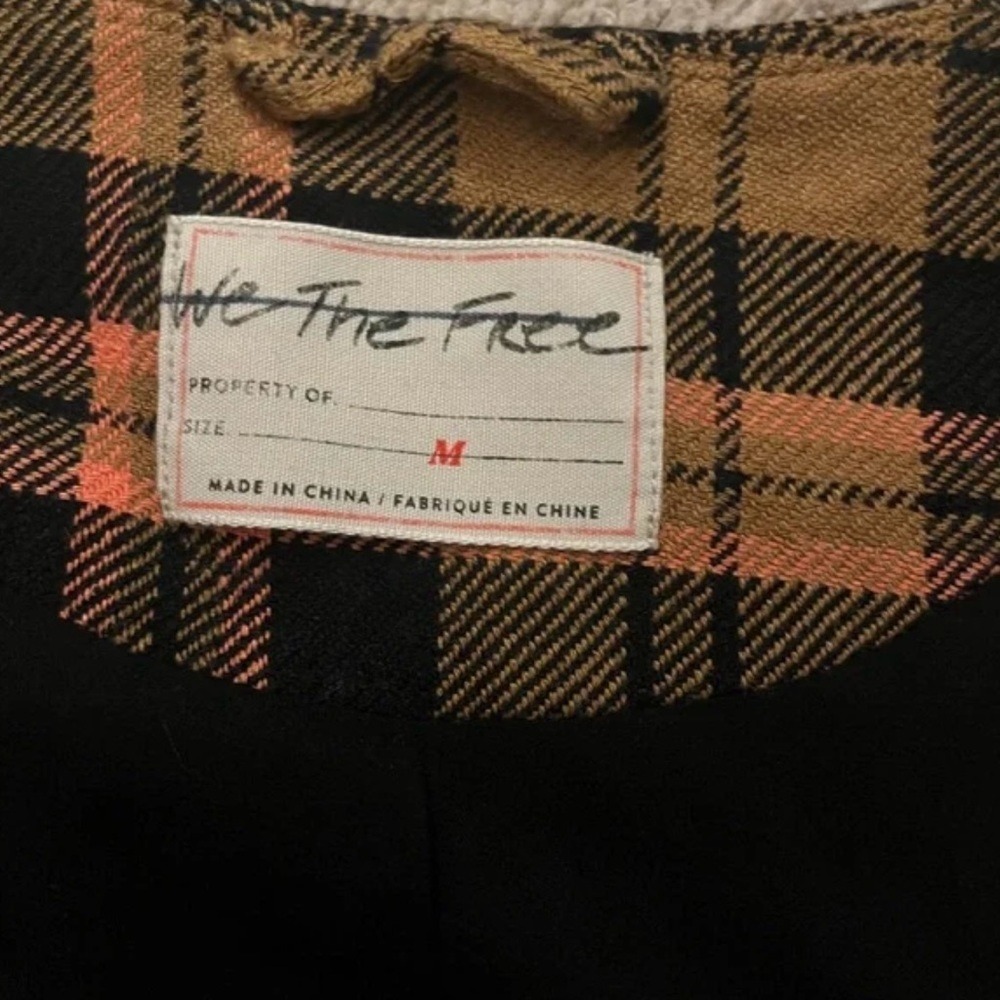 We The Free
PROPERTY OF.
SIZE M
MADE IN CHINA / FABRIQUÉ EN CHINE